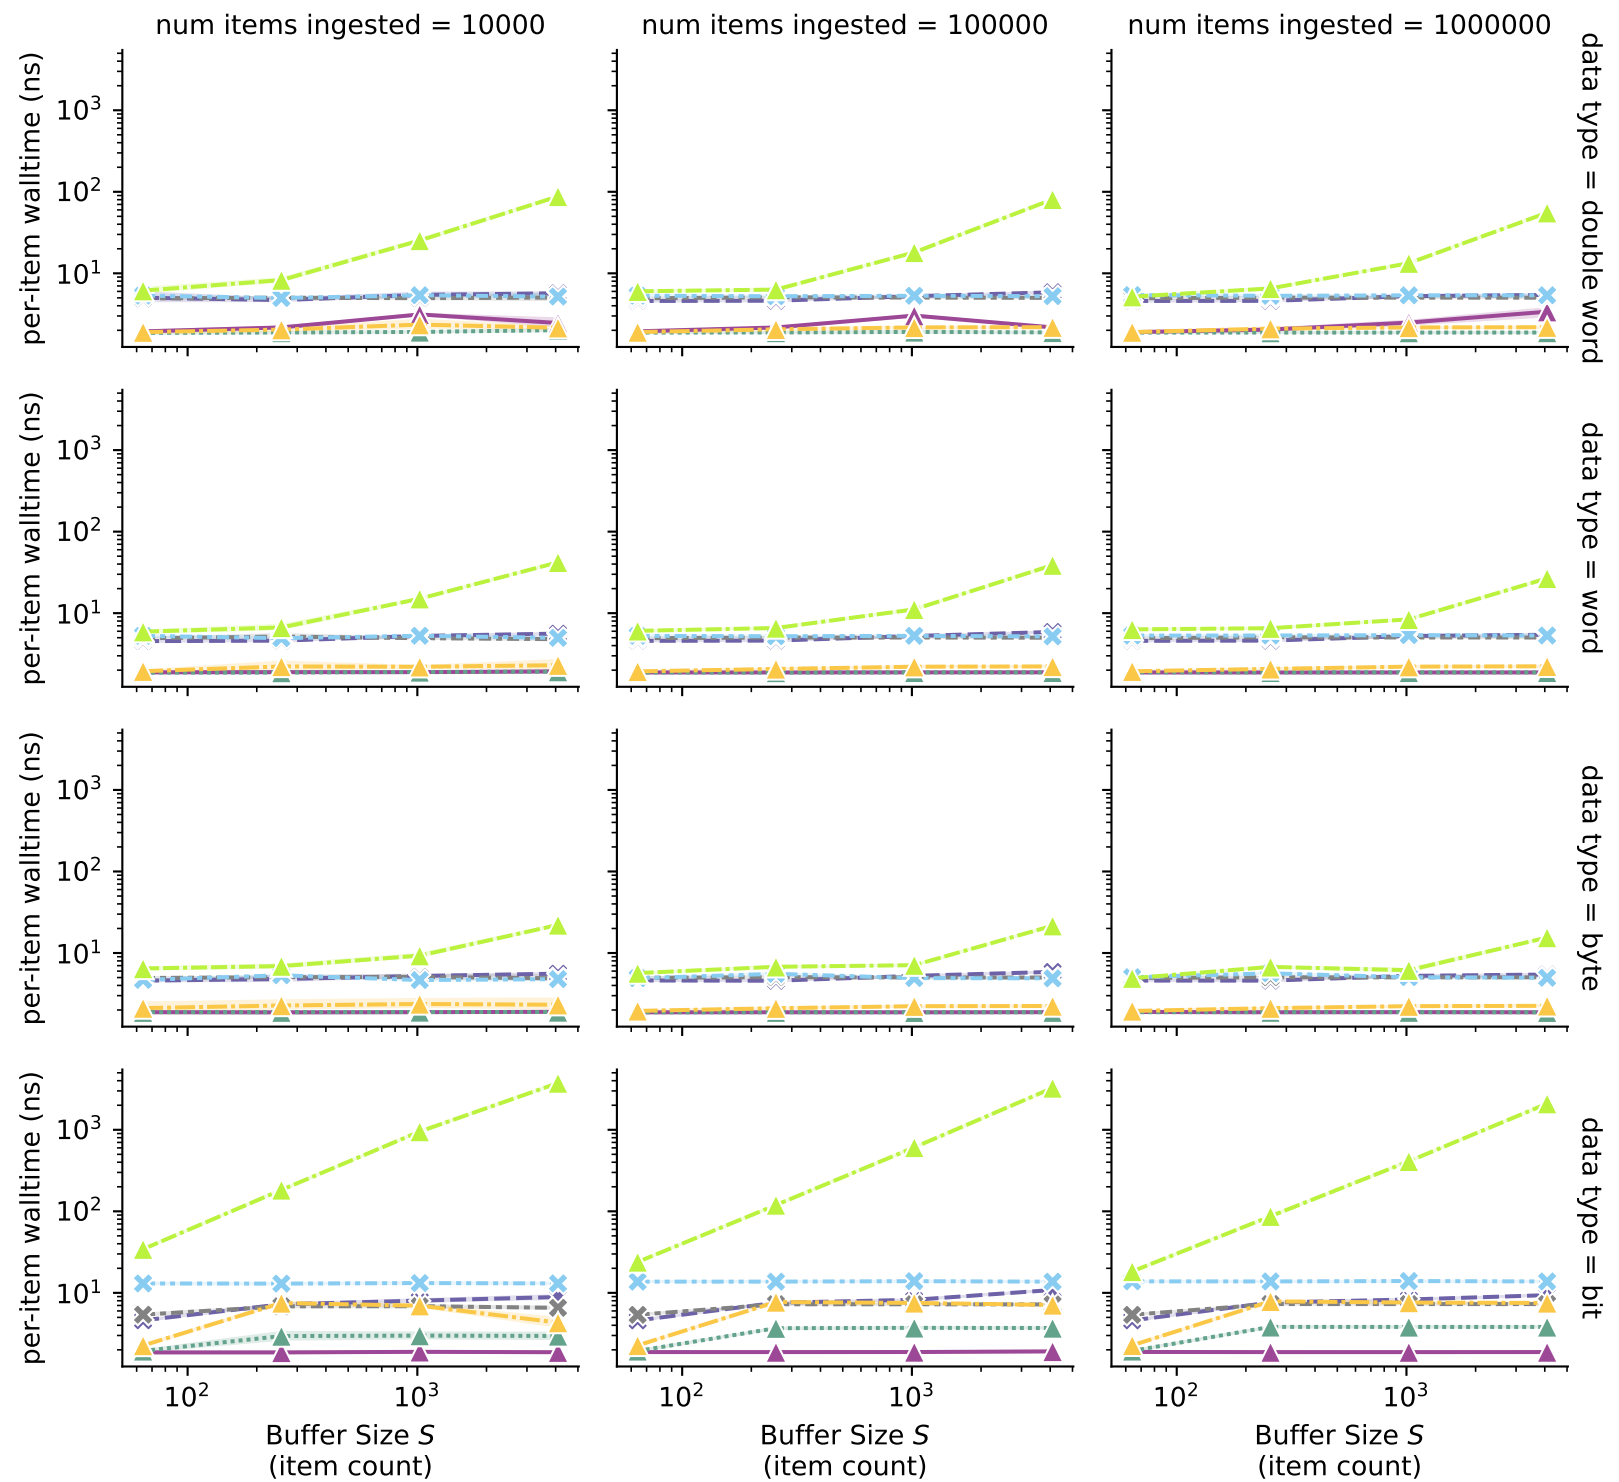 num items ingested = 10000
num items ingested = 100000
num items ingested = 1000000
per-item walltime (ns)
10³
10²
10¹
data type = double word
per-item walltime (ns)
10³
10²
10¹
data type = word
per-item walltime (ns)
10³
10²
10¹
data type = byte
per-item walltime (ns)
10³
10²
10¹
data type = bit
10² 10³
10² 10³
10² 10³
Buffer Size S
(item count)
Buffer Size S
(item count)
Buffer Size S
(item count)